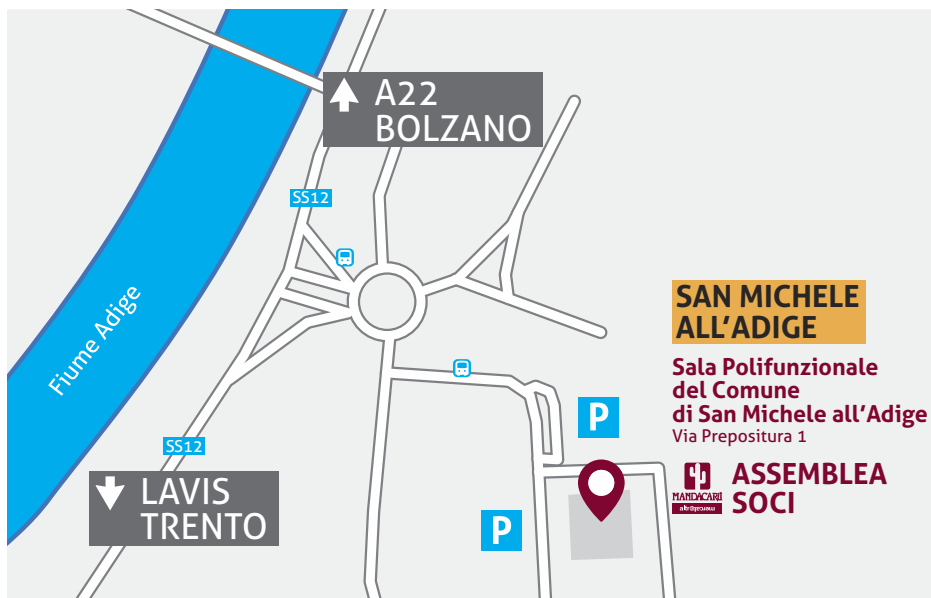 A22
BOLZANO
SS12
Fiume Adige
SS12
LAVIS
TRENTO
P
P
SAN MICHELE
ALL'ADIGE
Sala Polifunzionale
del Comune
di San Michele all'Adige
Via Prepositura 1
MANDACARÙ
ASSEMBLEA
SOCI